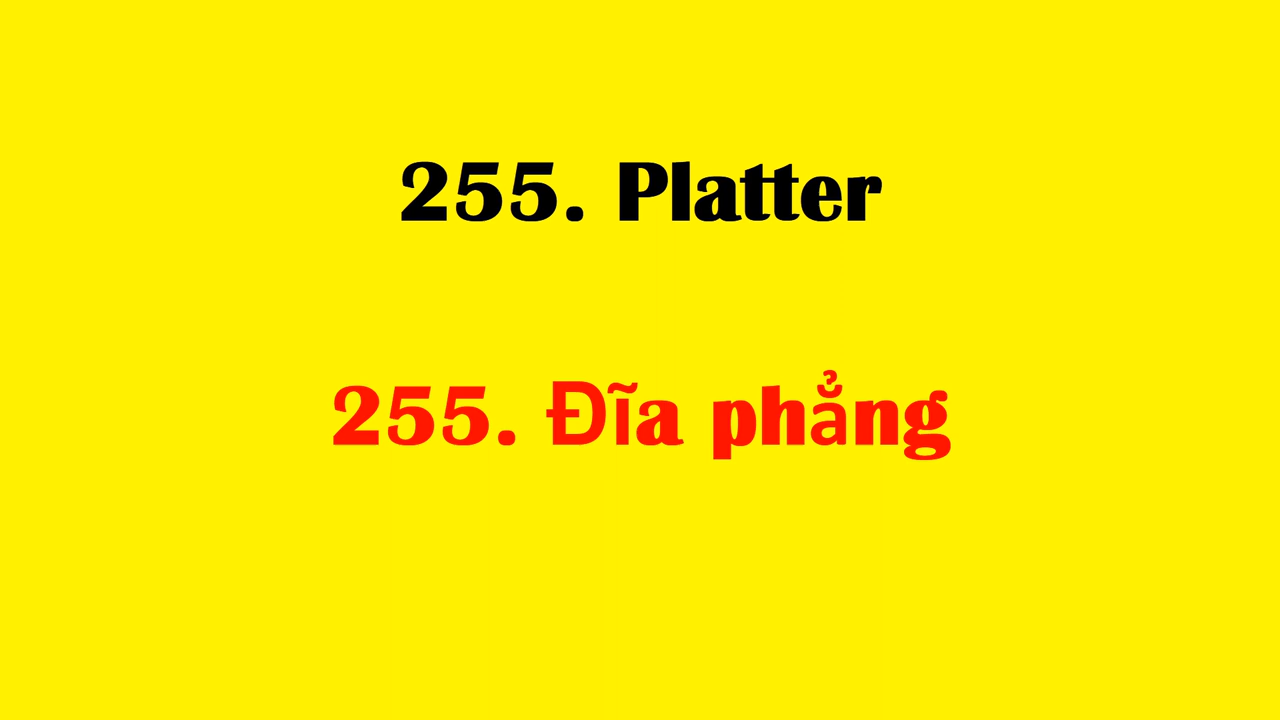 255. Platter
255. Đĩa phẳng